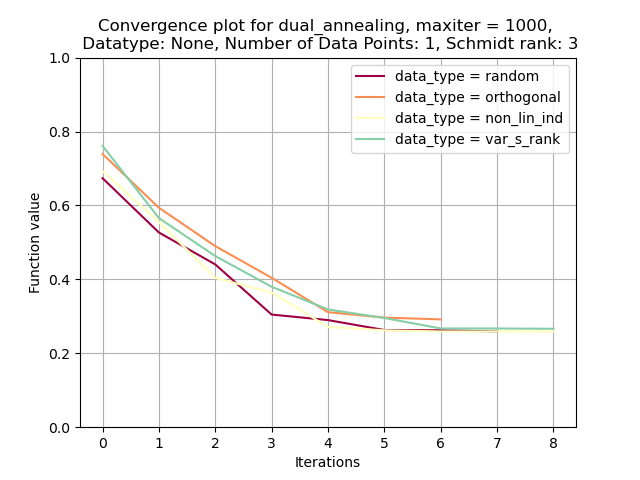 Convergence plot for dual_annealing, maxiter = 1000,
Datatype: None, Number of Data Points: 1, Schmidt rank: 3
data_type = random
data_type = orthogonal
data_type = non_lin_ind
data_type = var_s_rank
Function value
1.0
0.8
0.6
0.4
0.2
0.0
0 1 2 3 4 5 6 7 8
Iterations